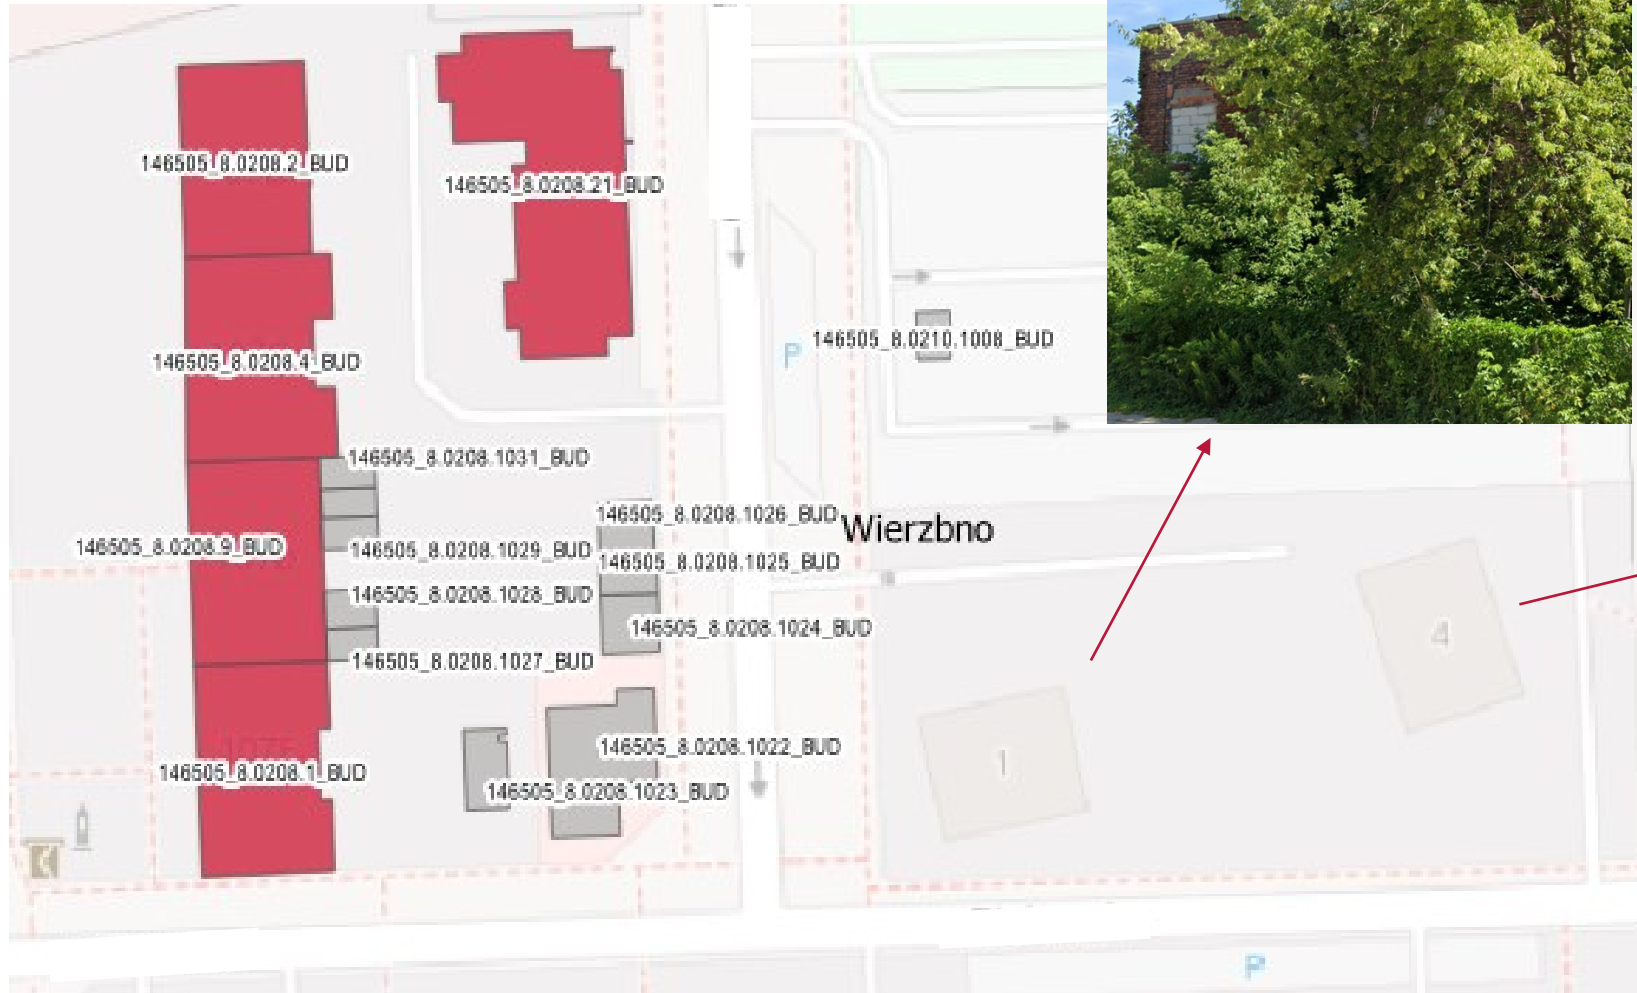 146505_8.0208.2_BUD
146505_8.0208.21_BUD
146505_8.0210.1008_BUD
P
146505_8.0208.4_BUD
146505_8.0208.1031_BUD
146505_8.0208.1026_BUD
Wierzbno
146505_8.0208.9_BUD
146505_8.0208.1029_BUD
146505_8.0208.1025_BUD
146505_8.0208.1028_BUD
146505_8.0208.1024_BUD
4
146505_8.0208.1027_BUD
146505_8.0208.1022_BUD
1
146505_8.0208.1_BUD
146505_8.0208.1023_BUD
P